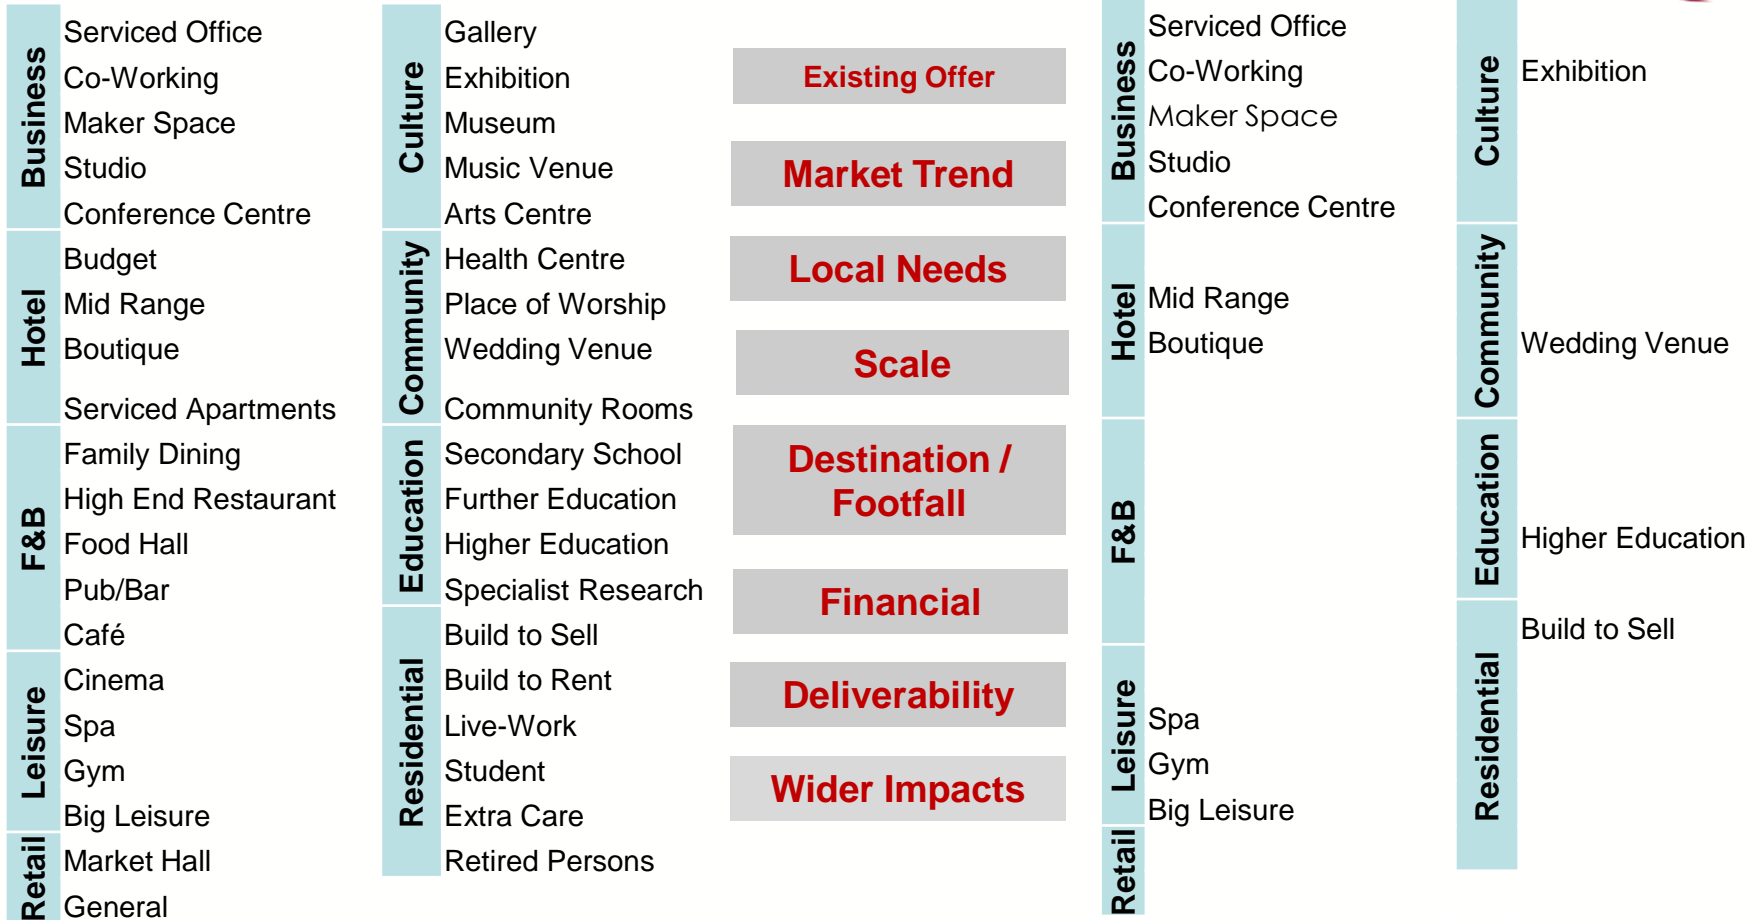 Business
Serviced Office
Co-Working
Maker Space
Studio
Conference Centre
Hotel
Budget
Mid Range
Boutique
Serviced Apartments
F&B
Family Dining
High End Restaurant
Food Hall
Pub/Bar
Café
Leisure
Cinema
Spa
Gym
Big Leisure
Retail
Market Hall
General
Culture
Gallery
Exhibition
Museum
Music Venue
Arts Centre
Community
Health Centre
Place of Worship
Wedding Venue
Community Rooms
Education
Secondary School
Further Education
Higher Education
Specialist Research
Residential
Build to Sell
Build to Rent
Live-Work
Student
Extra Care
Retired Persons
Existing Offer
Market Trend
Local Needs
Scale
Destination /
Footfall
Financial
Deliverability
Wider Impacts
Business
Serviced Office
Co-Working
Maker Space
Studio
Conference Centre
Hotel
Mid Range
Boutique
F&B
Leisure
Spa
Gym
Big Leisure
Retail
Culture
Exhibition
Community
Wedding Venue
Education
Higher Education
Residential
Build to Sell